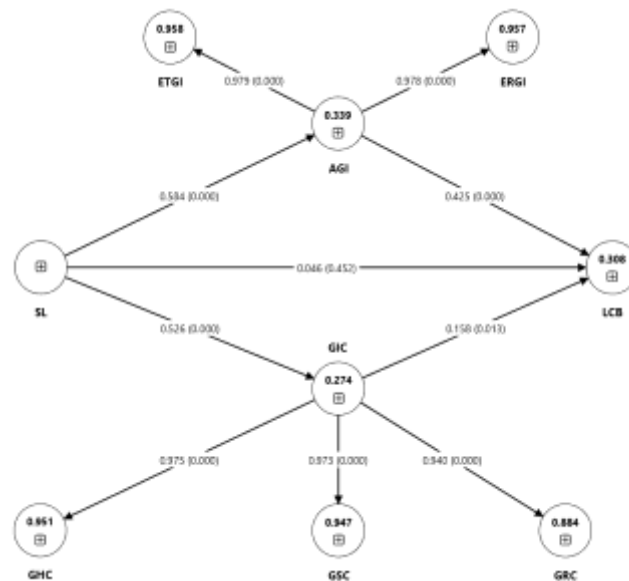 0.958
0.957
ETGI
ERGI
0.979 (0.000)
0.978 (0.000)
0.339
AGI
0.584 (0.000)
0.425 (0.000)
0.046 (0.452)
0.308
SL
LCB
0.526 (0.000)
0.158 (0.013)
GIC
0.274
0.975 (0.000)
0.973 (0.000)
0.940 (0.000)
0.951
0.947
0.884
GHC
GSC
GRC